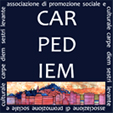 associazione di promozione sociale e
culturale carpe diem sestri levante
CAR
PED
IEM